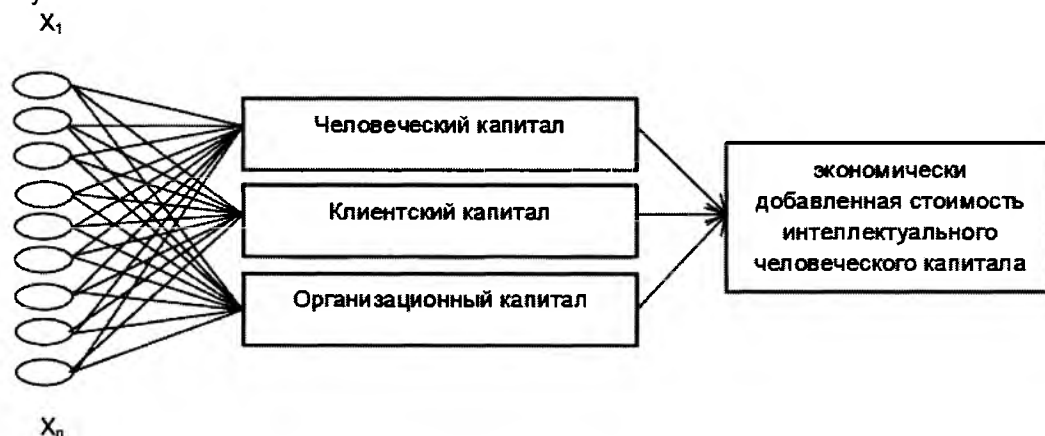 X₁
Человеческий капитал
Клиентский капитал
Организационный капитал
экономически
добавленная стоимость
интеллектуального
человеческого капитала
Xₙ